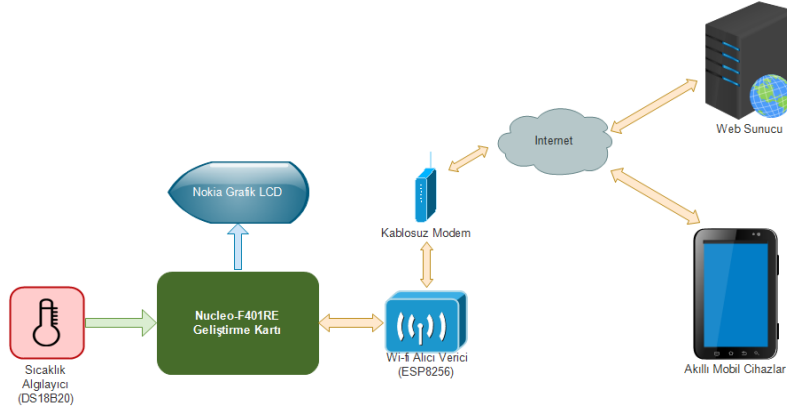 Web Sunucu
Internet
Nokia Grafik LCD
Kablosuz Modem
Nucleo-F401RE
Geliştirme Kartı
Wi-fi Alıcı Verici
(ESP8256)
Akıllı Mobil Cihazlar
Sıcaklık
Algılayıcı
(DS18B20)